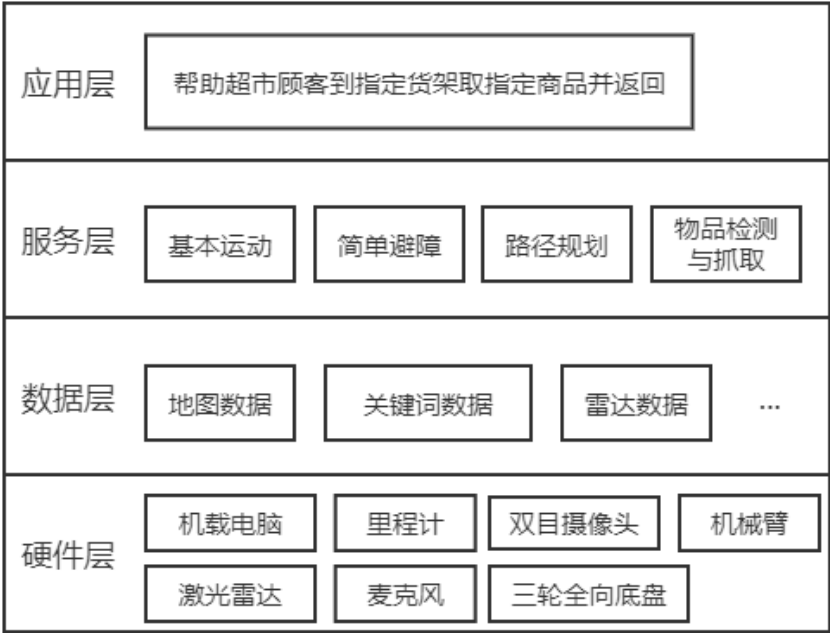 应用层
帮助超市顾客到指定货架取指定商品并返回
服务层
基本运动
简单避障
路径规划
物品检测
与抓取
数据层
地图数据
关键词数据
雷达数据
...
硬件层
机载电脑
里程计
双目摄像头
机械臂
激光雷达
麦克风
三轮全向底盘